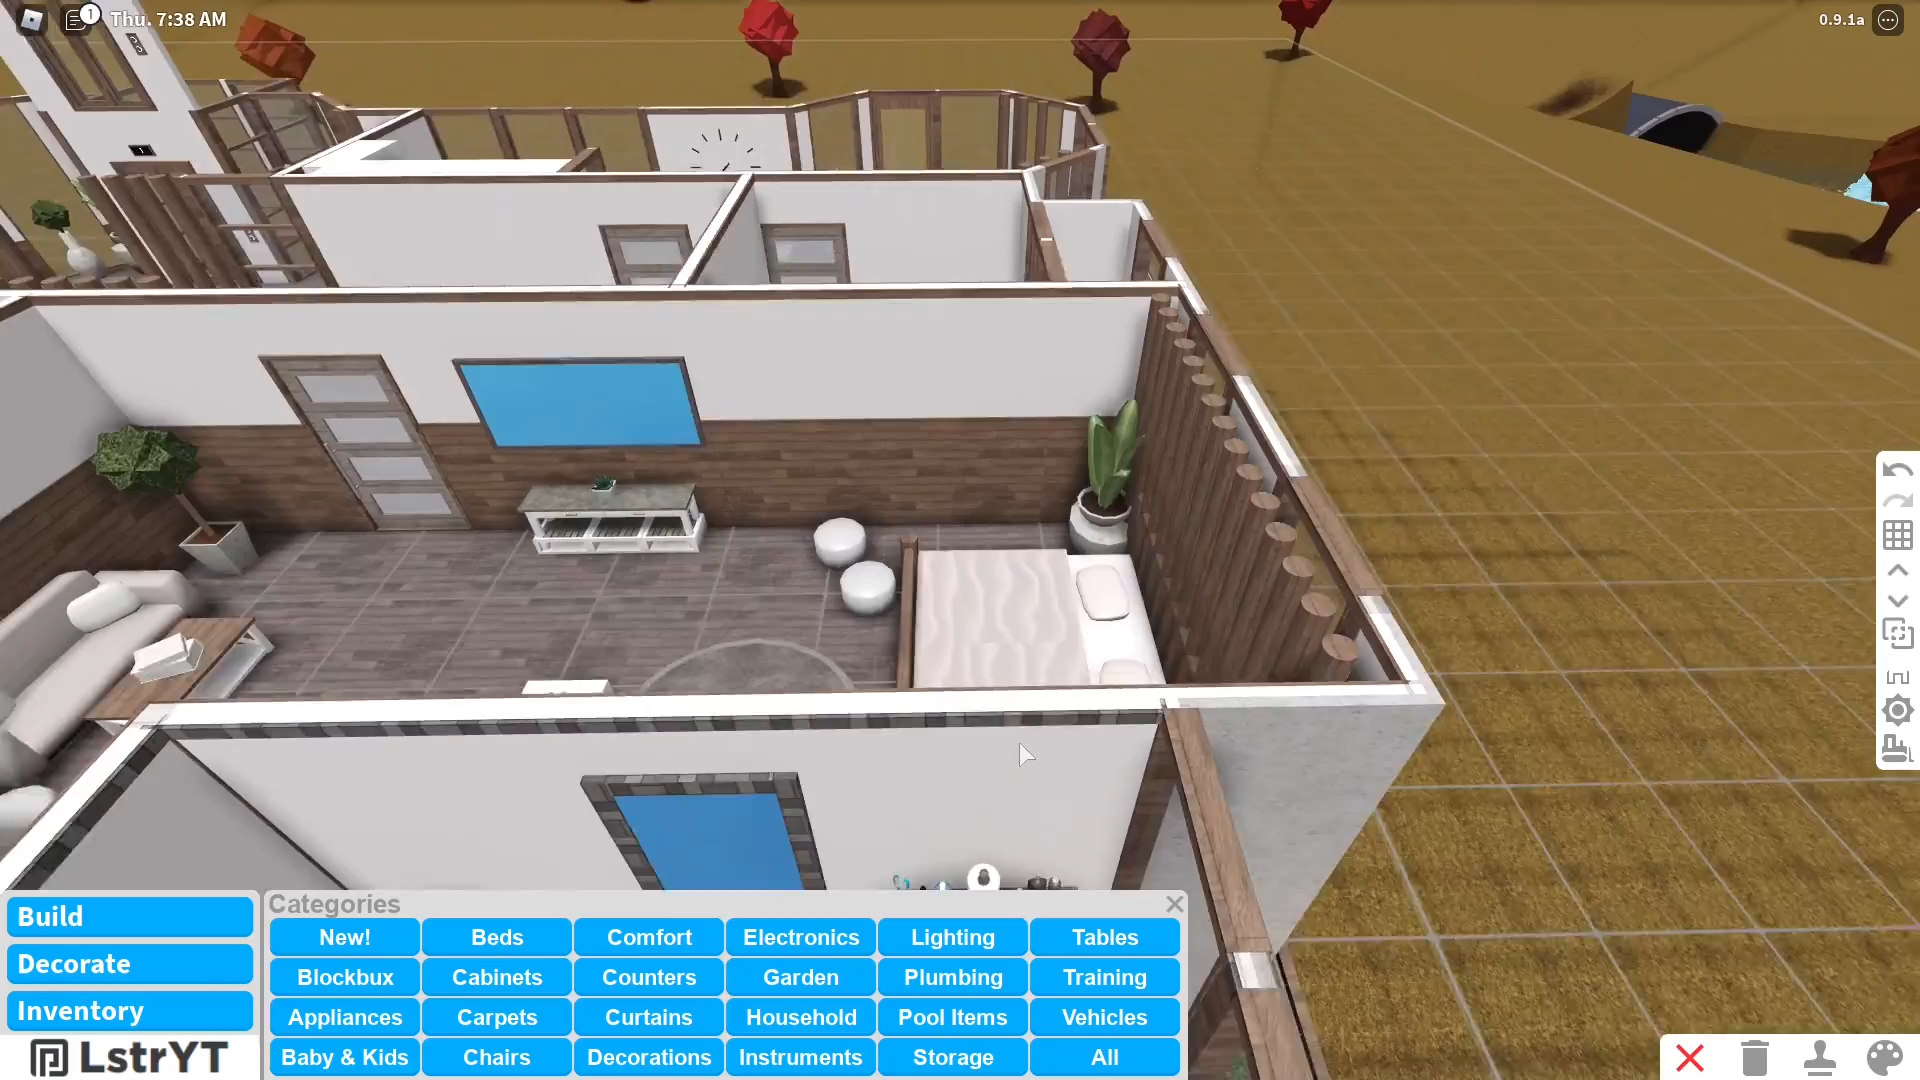 1
Thu. 7:38 AM
0.9.1a
Build
Decorate
Inventory
LstrYT
Categories
New! Beds Comfort Electronics Lighting Tables
Blockbux Cabinets Counters Garden Plumbing Training
Appliances Carpets Curtains Household Pool Items Vehicles
Baby & Kids Chairs Decorations Instruments Storage All